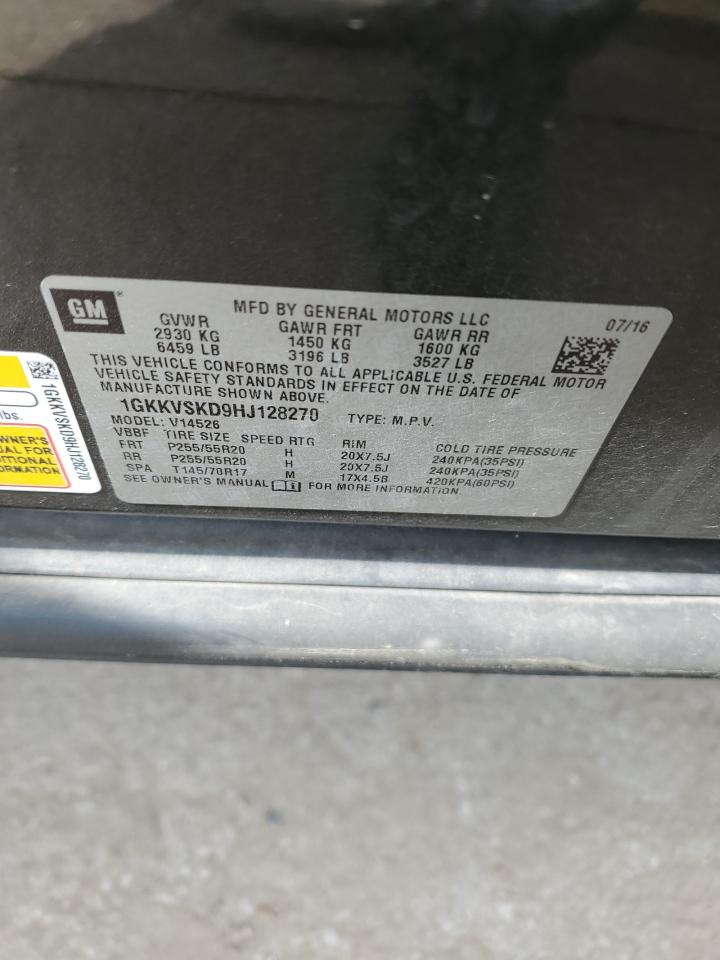 GM
MFD BY GENERAL MOTORS LLC
07/16
GVWR GAWR FRT GAWR RR
2930 KG 1450 KG 1600 KG
6459 LB 3196 LB 3527 LB
THIS VEHICLE CONFORMS TO ALL APPLICABLE U.S. FEDERAL MOTOR
VEHICLE SAFETY STANDARDS IN EFFECT ON THE DATE OF
MANUFACTURE SHOWN ABOVE.
1GKKVSKD9HJ128270 TYPE: M.P.V.
MODEL: V14526
VBBF TIRE SIZE SPEED RTG RIM COLD TIRE PRESSURE
FRT P255/55R20 H 20X7.5J 240KPA(35PSI)
RR P255/55R20 H 20X7.5J 240KPA(35PSI)
SPA T145/70R17 M 17X4.5B 420KPA(60PSI)
SEE OWNER'S MANUAL FOR MORE INFORMATION.
1GKKVSKD9HJ128270
lbs.
OWNER'S
FOR